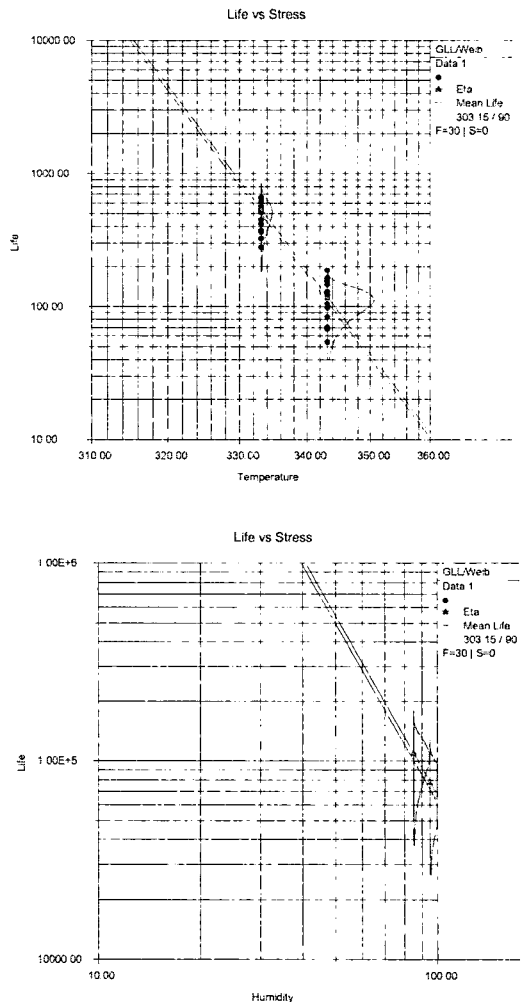 Life vs Stress
10000.00
1000.00
100.00
10.00
Life
310.00
320.00
330.00
340.00
350.00
360.00
Temperature
GLL/Weib
Data 1
Eta
Mean Life
303 15 / 90
F=30 | S=0
Life vs Stress
1.00E+6
1.00E+5
10000.00
Life
10.00
100.00
Humidity
GLL/Weib
Data 1
Eta
Mean Life
303 15 / 90
F=30 | S=0